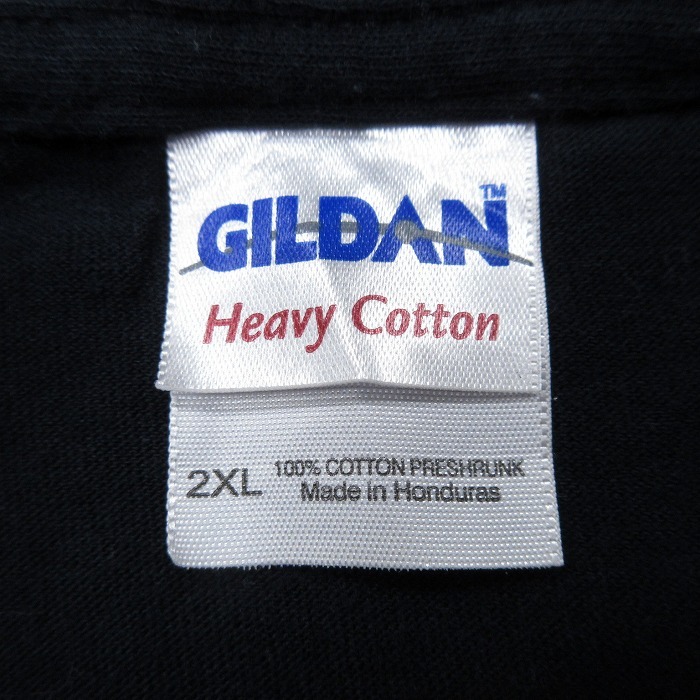 GILDAN™
Heavy Cotton
2XL
100% COTTON PRESHRUNK
Made in Honduras